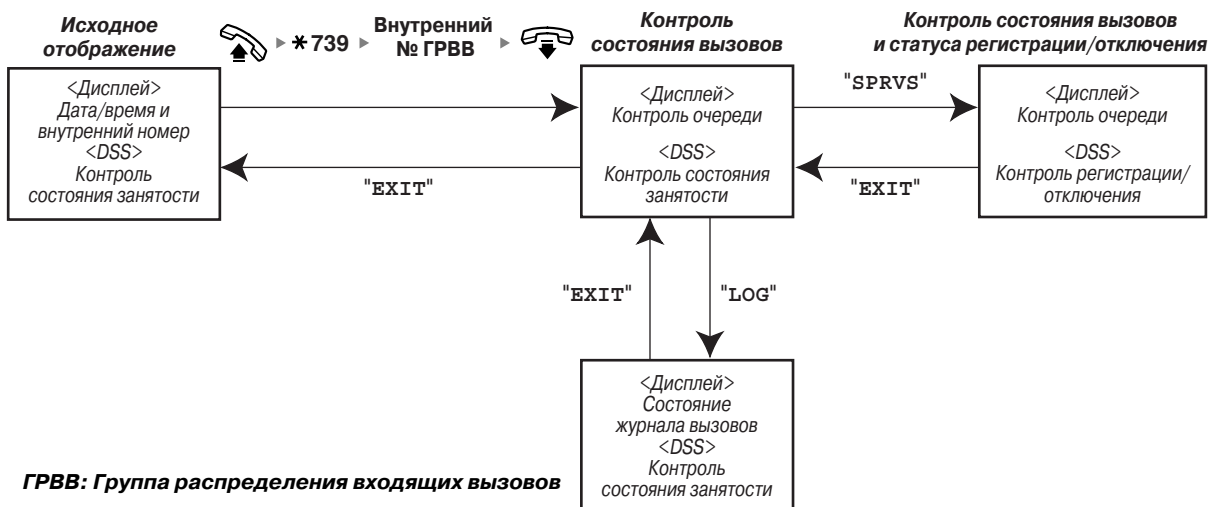 Исходное
отображение
*739
Внутренний
№ ГРВВ
Контроль
состояния вызовов
Контроль состояния вызовов
и статуса регистрации/отключения
<Дисплей>
Дата/время и
внутренний номер
<DSS>
Контроль
состояния занятости
"EXIT"
<Дисплей>
Контроль очереди
<DSS>
Контроль состояния
занятости
"SPRVS"
"EXIT"
<Дисплей>
Контроль очереди
<DSS>
Контроль регистрации/
отключения
"EXIT"
"LOG"
<Дисплей>
Состояние
журнала вызовов
<DSS>
Контроль
состояния занятости
ГРВВ: Группа распределения входящих вызовов